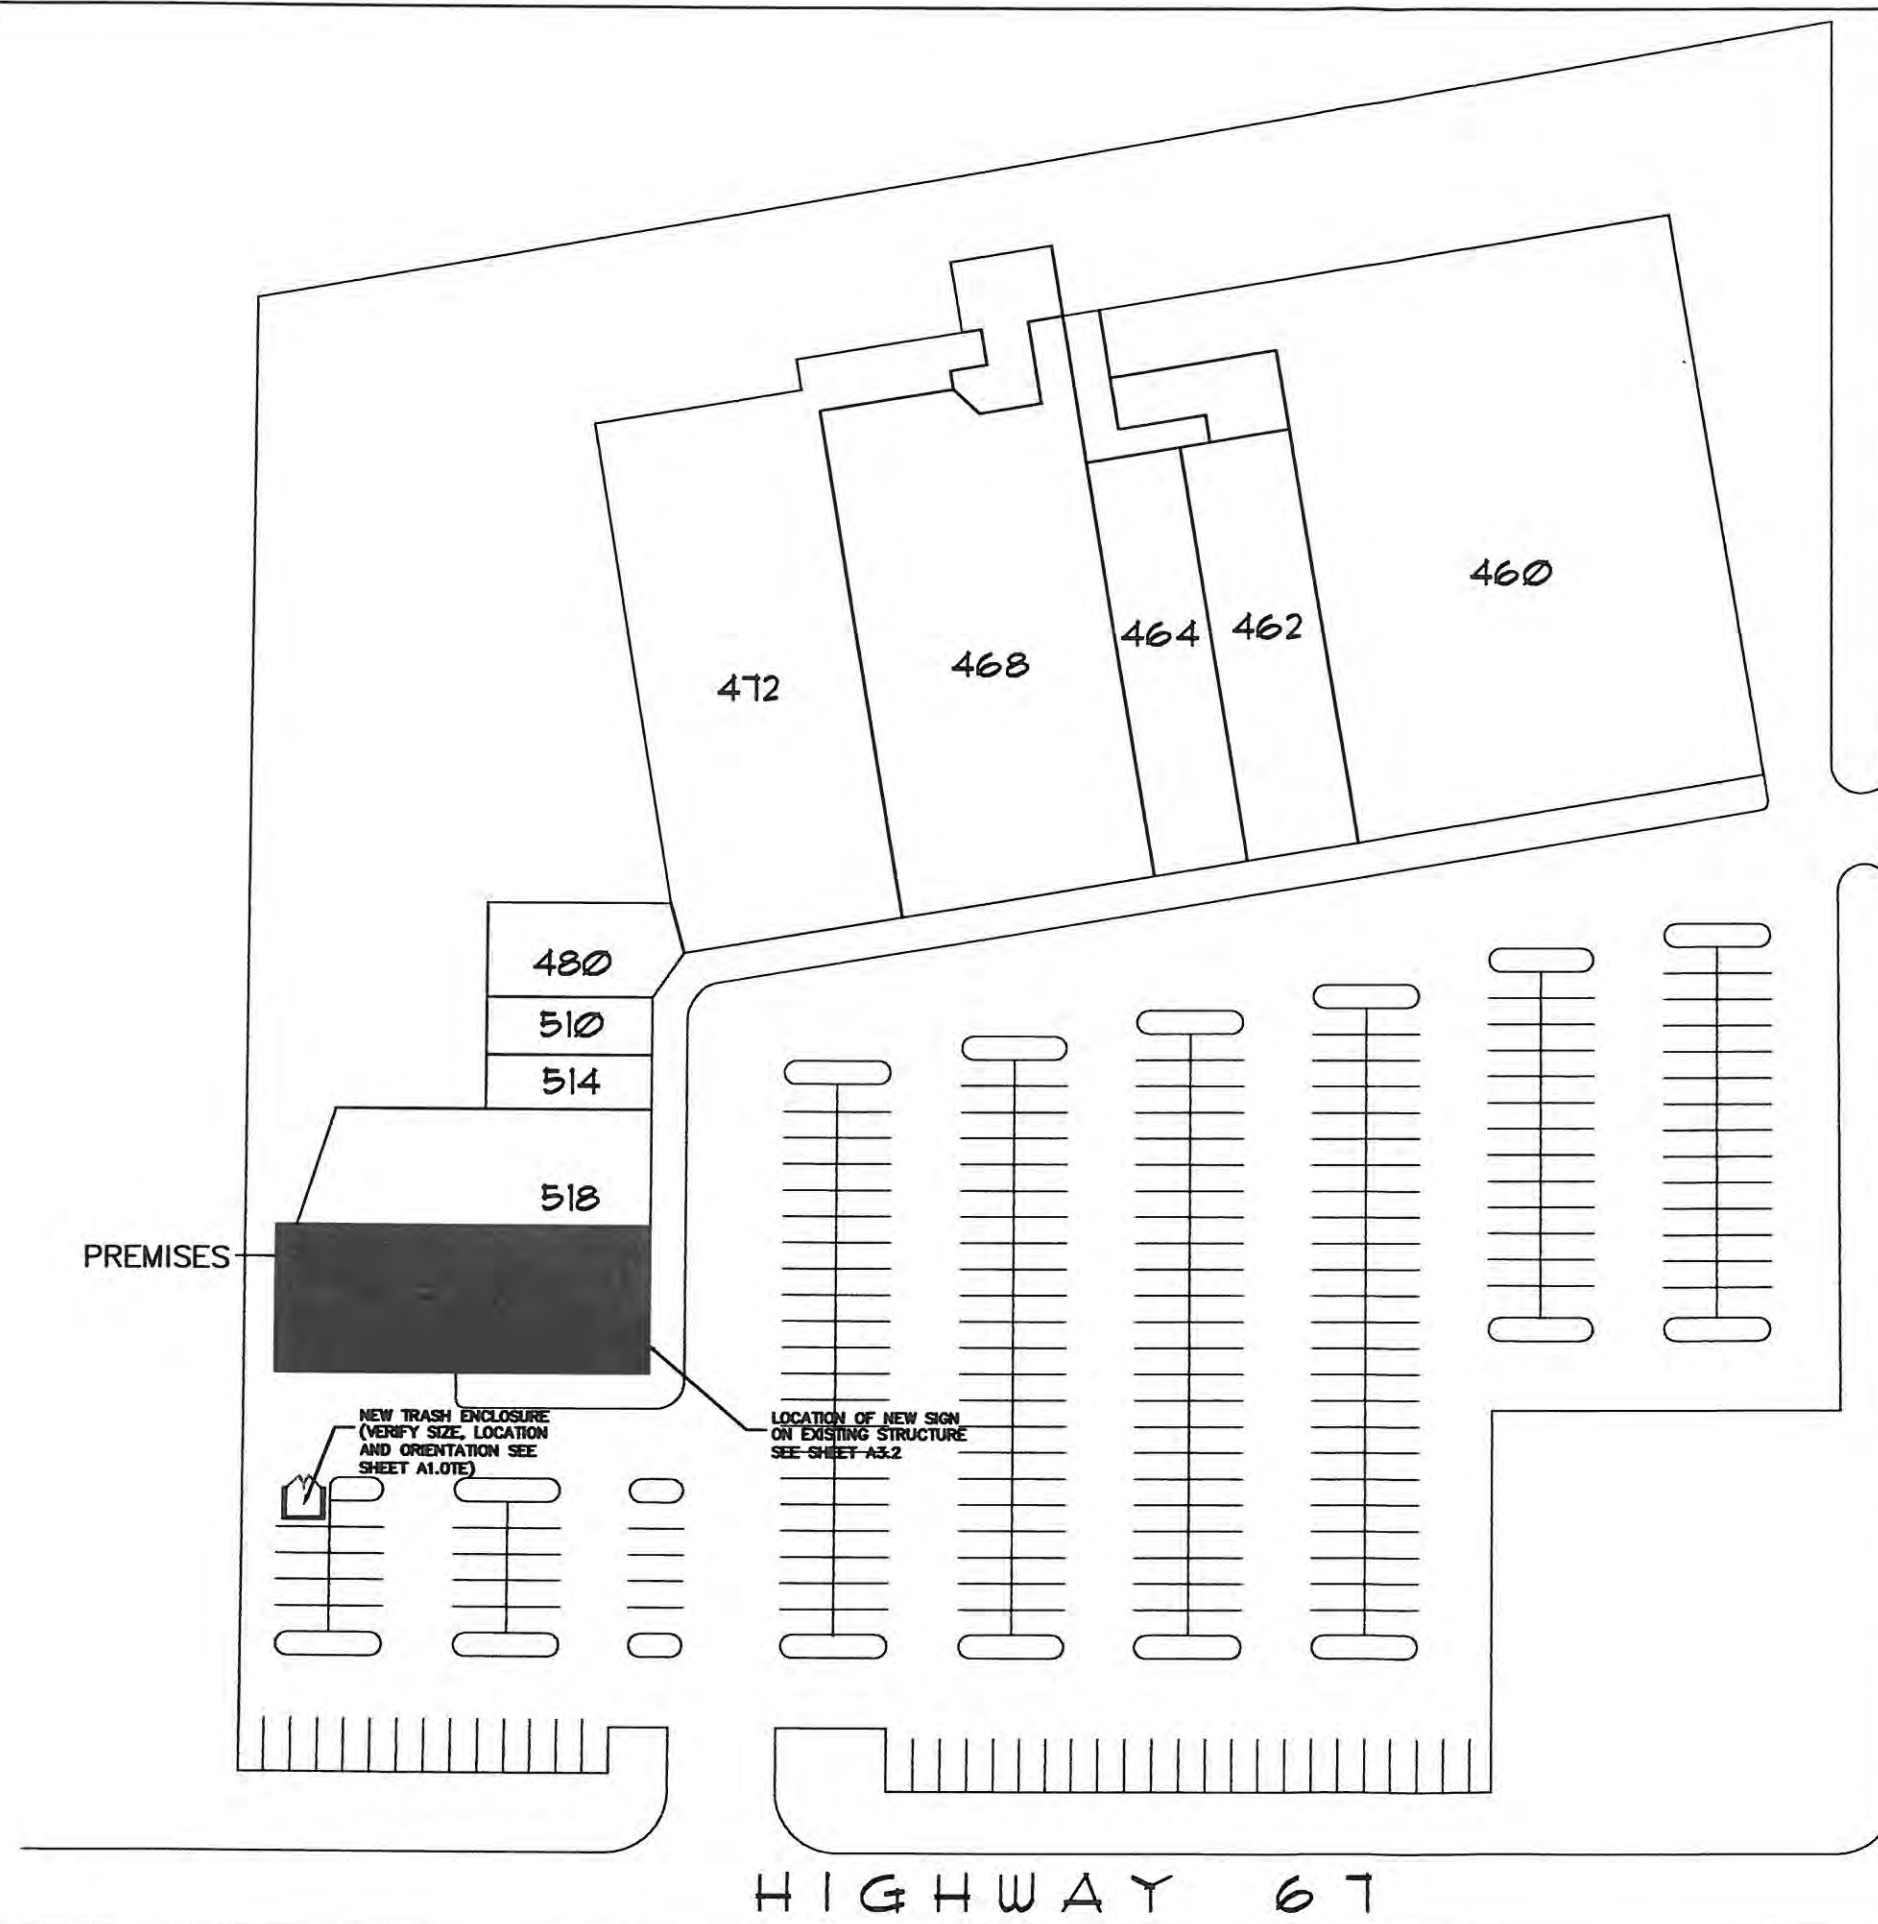 460
462
464
468
472
480
510
514
518
PREMISES
NEW TRASH ENCLOSURE
(VERIFY SIZE, LOCATION
AND ORIENTATION SEE
SHEET A1.0TE)
LOCATION OF NEW SIGN
ON EXISTING STRUCTURE
SEE SHEET A3.2
HIGHWAY 67